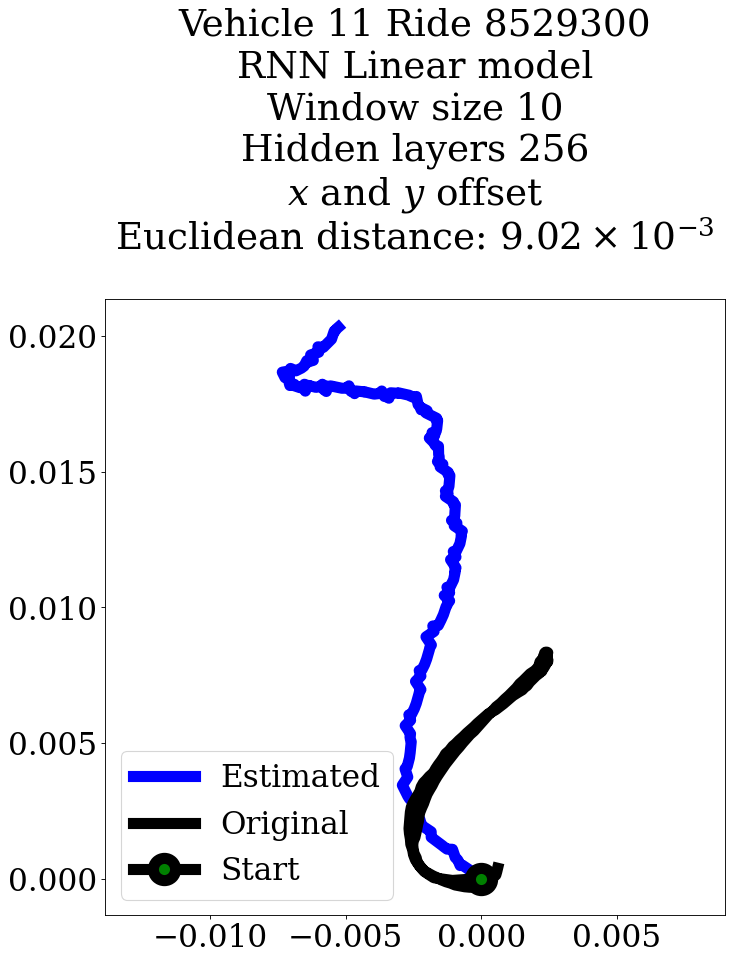 Vehicle 11 Ride 8529300
RNN Linear model
Window size 10
Hidden layers 256
x and y offset
Euclidean distance: 9.02 × 10⁻³
0.020
0.015
0.010
0.005
0.000
Estimated
Original
Start
−0.010 −0.005 0.000 0.005